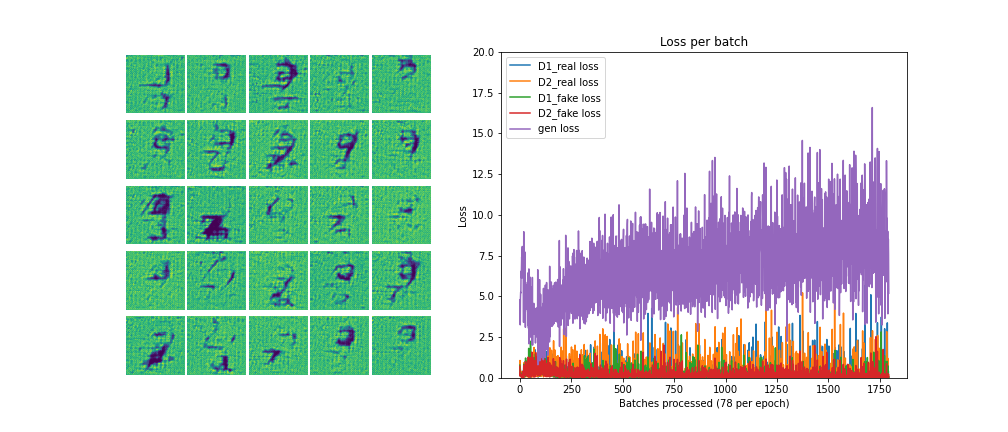 Loss per batch
20.0
17.5
15.0
12.5
10.0
7.5
5.0
2.5
0.0
Loss
D1_real loss
D2_real loss
D1_fake loss
D2_fake loss
gen loss
0 250 500 750 1000 1250 1500 1750
Batches processed (78 per epoch)